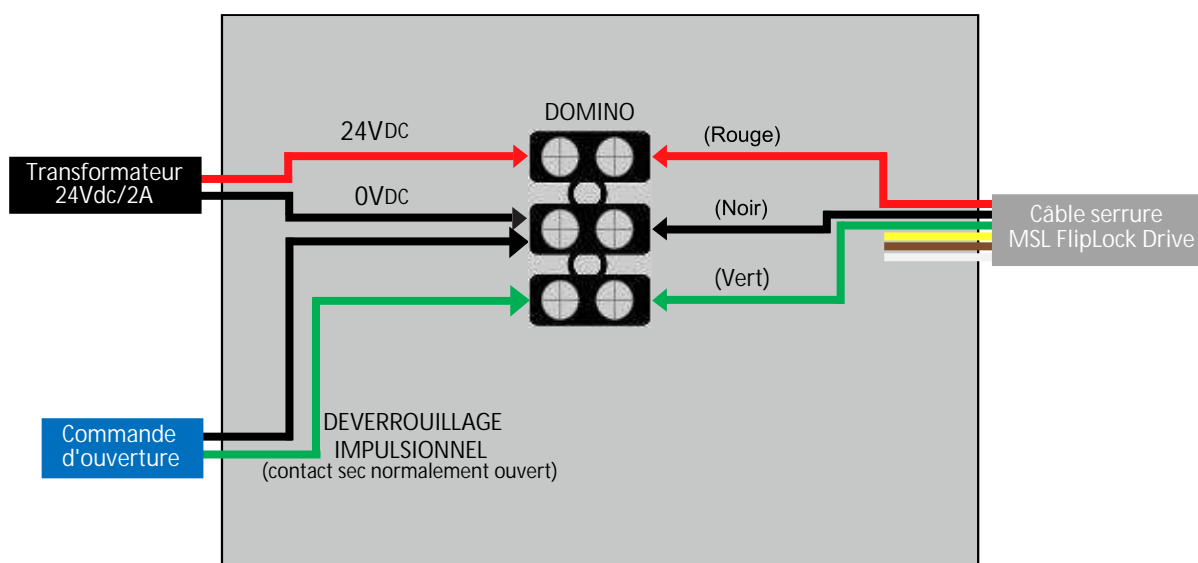 DOMINO
24VDC
(Rouge)
Transformateur
24Vdc/2A
0VDC
(Noir)
Câble serrure
MSL FlipLock Drive
(Vert)
Commande
d'ouverture
DEVERROUILLAGE
IMPULSIONNEL
(contact sec normalement ouvert)